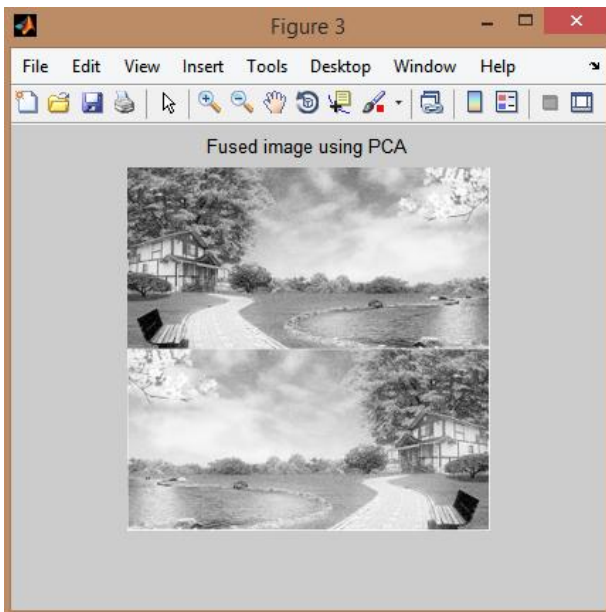 Figure 3
File Edit View Insert Tools Desktop Window Help
Fused image using PCA